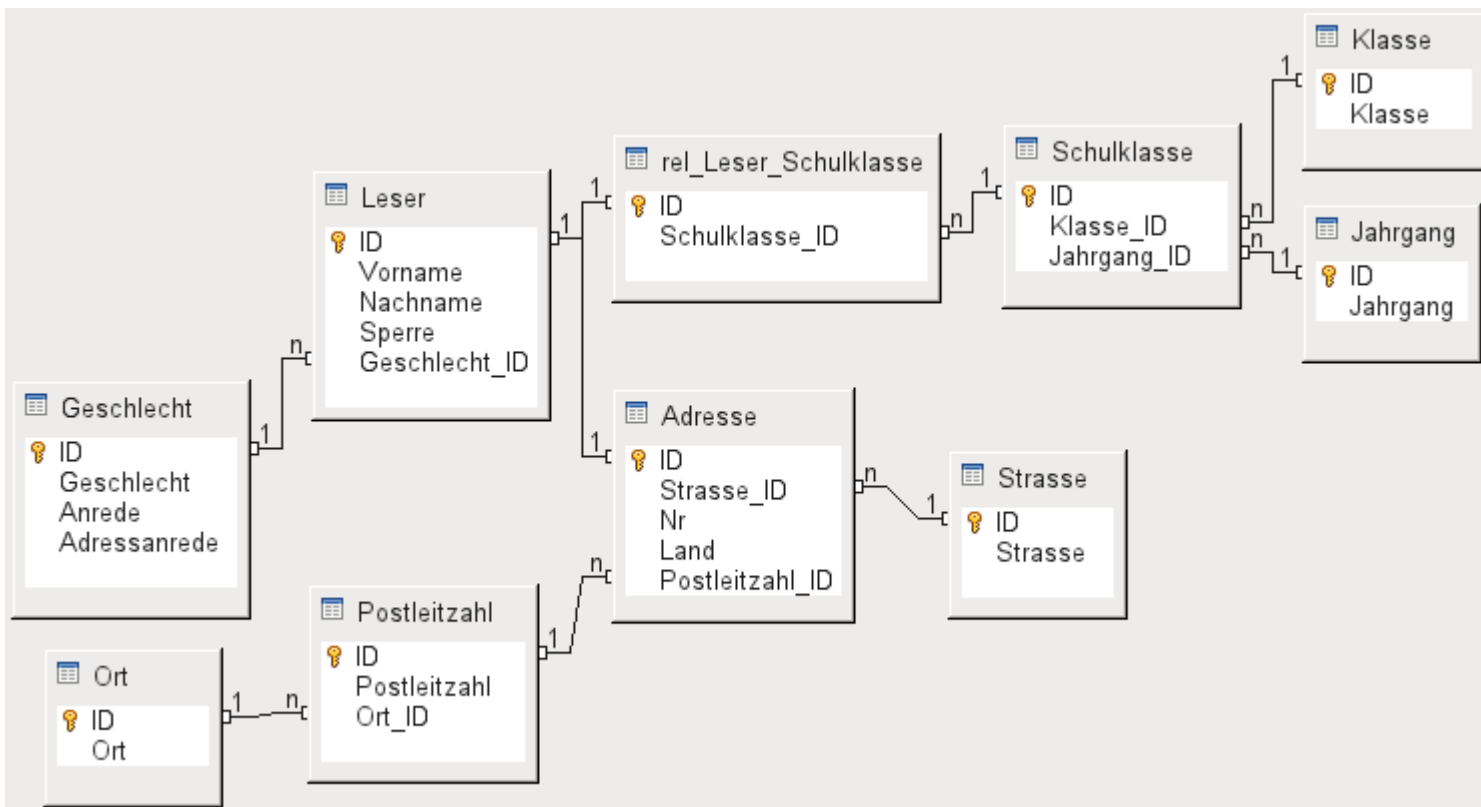 Klasse
ID
Klasse
1
Schulklasse
ID
Klasse_ID
Jahrgang_ID
1
n
n
1
Jahrgang
ID
Jahrgang
rel_Leser_Schulklasse
ID
Schulklasse_ID
1
n
Leser
ID
Vorname
Nachname
Sperre
Geschlecht_ID
1
n
Geschlecht
ID
Geschlecht
Anrede
Adressanrede
1
Adresse
ID
Strasse_ID
Nr
Land
Postleitzahl_ID
1
n
n
Strasse
ID
Strasse
1
Postleitzahl
ID
Postleitzahl
Ort_ID
1
n
Ort
ID
Ort
1